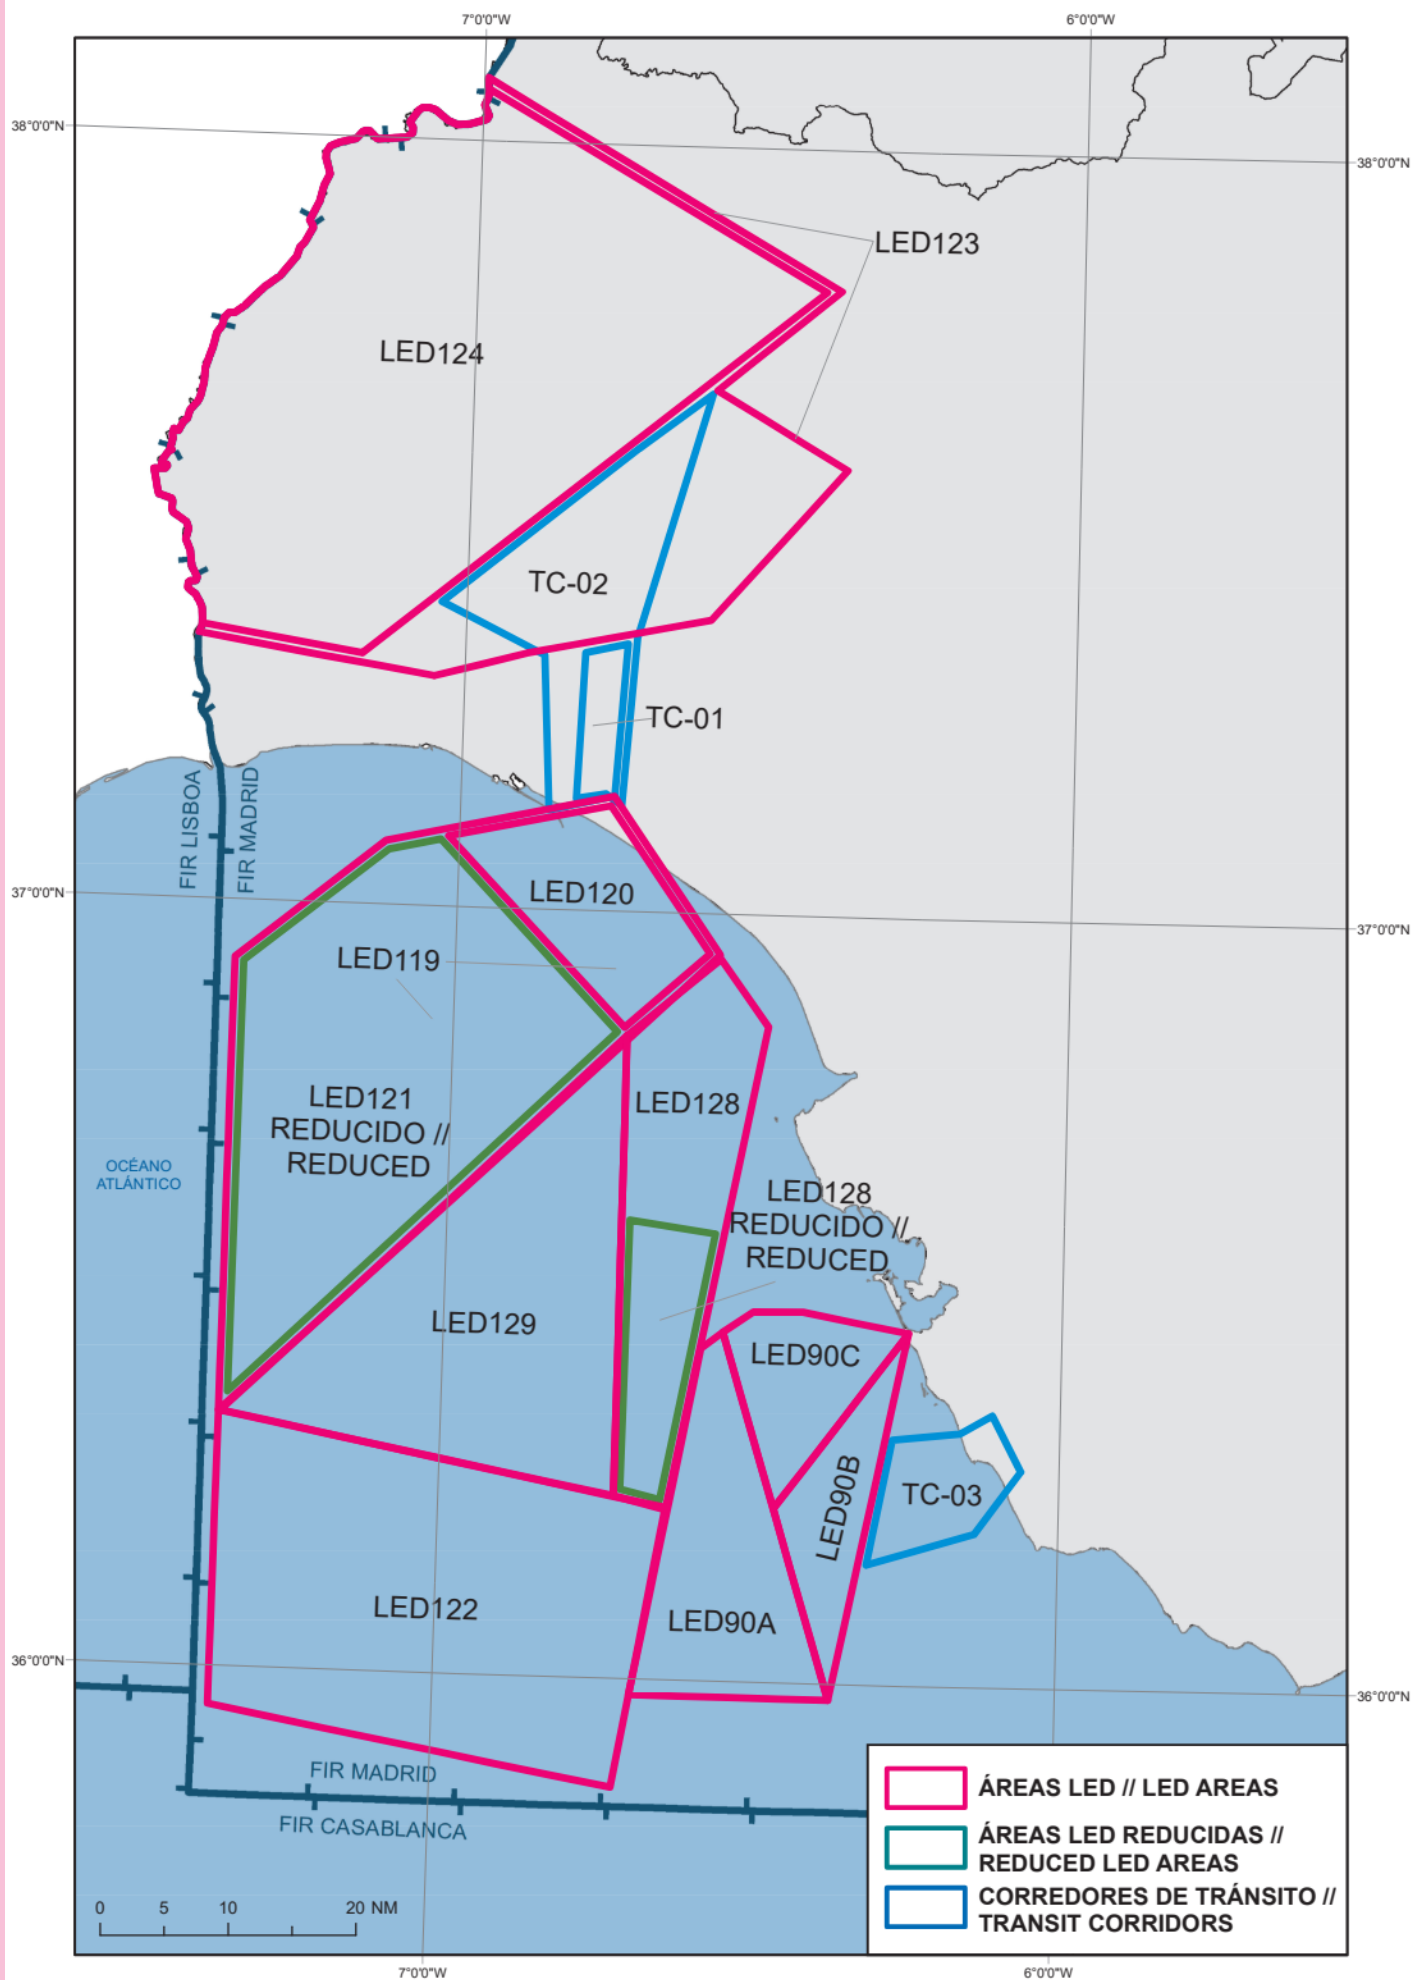 7°0'0"W
6°0'0"W
38°0'0"N
38°0'0"N
LED123
LED124
TC-02
TC-01
FIR LISBOA
FIR MADRID
37°0'0"N
LED120
37°0'0"N
LED119
LED121
REDUCIDO //
REDUCED
LED128
OCÉANO
ATLÁNTICO
LED128
REDUCIDO //
REDUCED
LED129
LED90C
LED90B
TC-03
LED122
LED90A
36°0'0"N
36°0'0"N
FIR MADRID
FIR CASABLANCA
ÁREAS LED // LED AREAS
ÁREAS LED REDUCIDAS //
REDUCED LED AREAS
CORREDORES DE TRÁNSITO //
TRANSIT CORRIDORS
0 5 10 20 NM
7°0'0"W
6°0'0"W